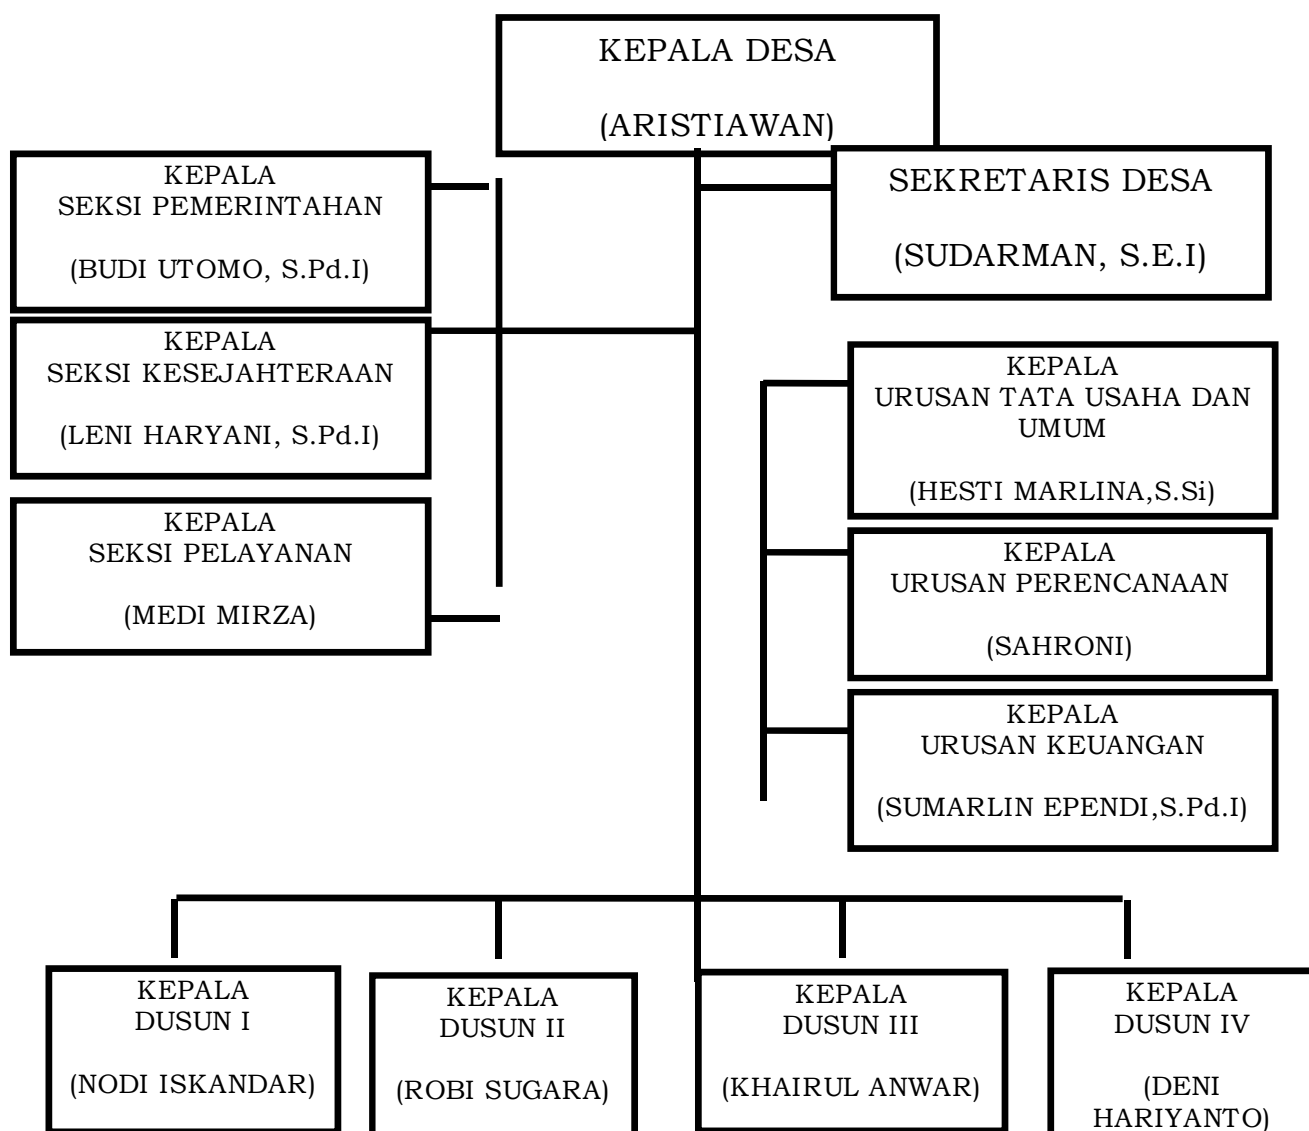 KEPALA DESA
(ARISTIAWAN)
SEKRETARIS DESA
(SUDARMAN, S.E.I)
KEPALA
SEKSI PEMERINTAHAN
(BUDI UTOMO, S.Pd.I)
KEPALA
SEKSI KESEJAHTERAAN
(LENI HARYANI, S.Pd.I)
KEPALA
SEKSI PELAYANAN
(MEDI MIRZA)
KEPALA
URUSAN TATA USAHA DAN
UMUM
(HESTI MARLINA,S.Si)
KEPALA
URUSAN PERENCANAAN
(SAHRONI)
KEPALA
URUSAN KEUANGAN
(SUMARLIN EPENDI,S.Pd.I)
KEPALA
DUSUN I
(NODI ISKANDAR)
KEPALA
DUSUN II
(ROBI SUGARA)
KEPALA
DUSUN III
(KHAIRUL ANWAR)
KEPALA
DUSUN IV
(DENI
HARIYANTO)